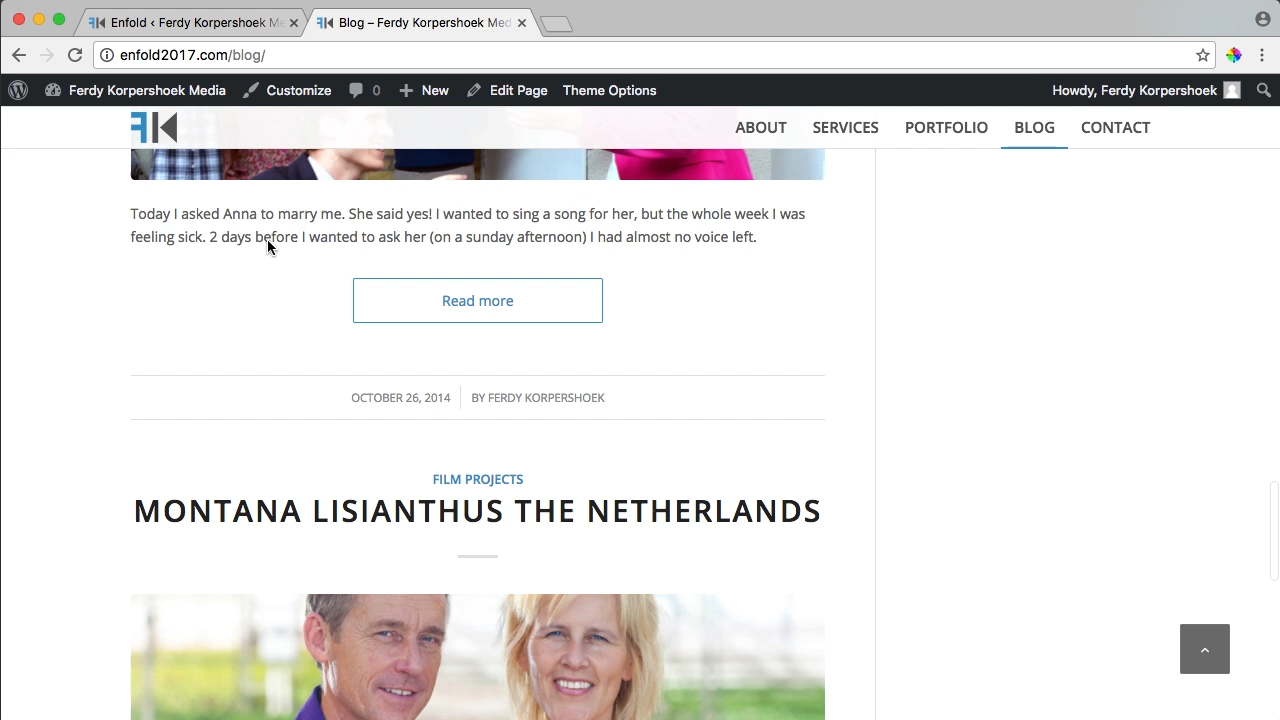 Enfold ‹ Ferdy Korpershoek Me
Blog – Ferdy Korpershoek Med
enfold2017.com/blog/
Ferdy Korpershoek Media
Customize
0
New
Edit Page
Theme Options
Howdy, Ferdy Korpershoek
FK
ABOUT
SERVICES
PORTFOLIO
BLOG
CONTACT
Today I asked Anna to marry me. She said yes! I wanted to sing a song for her, but the whole week I was
feeling sick. 2 days before I wanted to ask her (on a sunday afternoon) I had almost no voice left.
Read more
OCTOBER 26, 2014
BY FERDY KORPERSHOEK
FILM PROJECTS
MONTANA LISIANTHUS THE NETHERLANDS